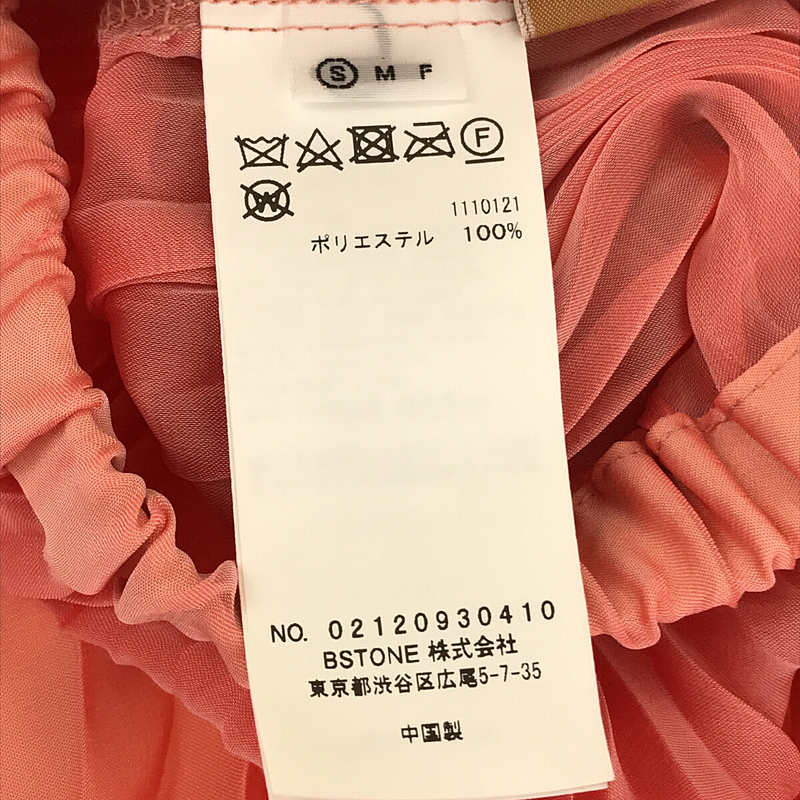 S M F
F
W
1110121
ポリエステル 100%
NO. 02120930410
BSTONE 株式会社
東京都渋谷区広尾5-7-35
中国製